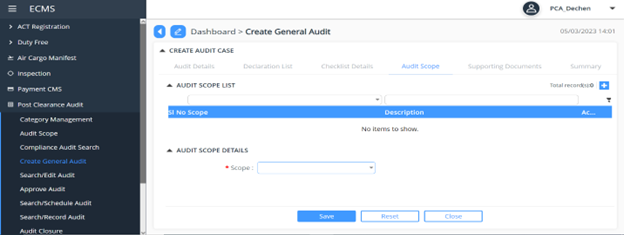 ECMS
PCA_Dechen
ACT Registration
Duty Free
Air Cargo Manifest
Inspection
Payment CMS
Post Clearance Audit
Category Management
Audit Scope
Compliance Audit Search
Create General Audit
Search/Edit Audit
Approve Audit
Search/Schedule Audit
Search/Record Audit
Audit Closure
Dashboard > Create General Audit
05/03/2023 14:01
CREATE AUDIT CASE
Audit Details Declaration List Checklist Details Audit Scope Supporting Documents Summary
AUDIT SCOPE LIST
Total record(s):0
Sl No Scope Description Ac...
No items to show.
AUDIT SCOPE DETAILS
* Scope :
Save Reset Close